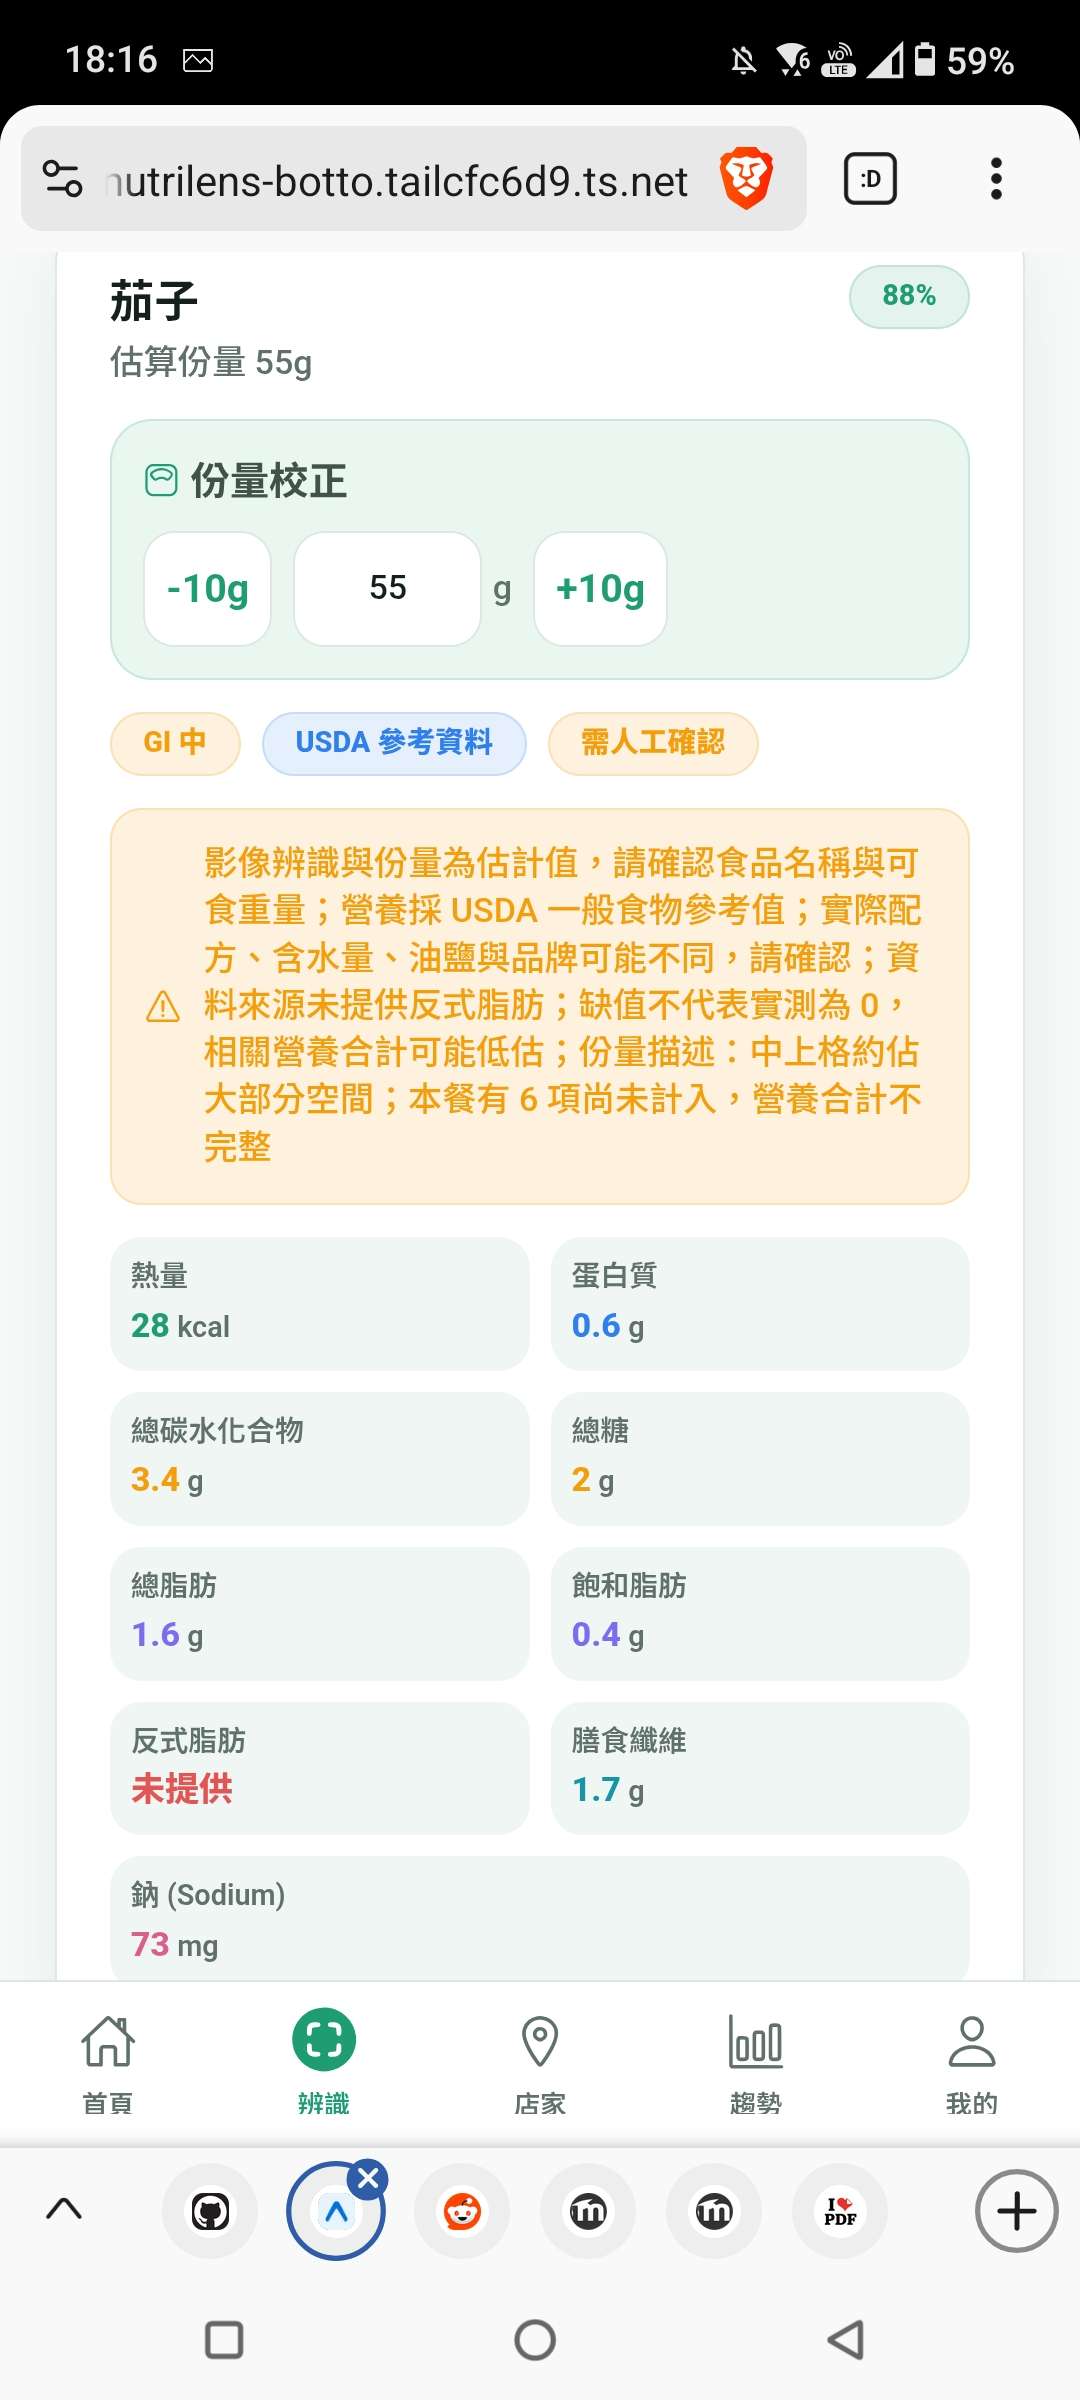 18:16
VO LTE
6
59%
nutrilens-botto.tailcfc6d9.ts.net
:D
茄子
88%
估算份量 55g
份量校正
-10g
55
g
+10g
GI 中
USDA 參考資料
需人工確認
影像辨識與份量為估計值，請確認食品名稱與可
食重量；營養採 USDA 一般食物參考值；實際配
方、含水量、油鹽與品牌可能不同，請確認；資
料來源未提供反式脂肪；缺值不代表實測為 0，
相關營養合計可能低估；份量描述：中上格約佔
大部分空間；本餐有 6 項尚未計入，營養合計不
完整
熱量
28 kcal
蛋白質
0.6 g
總碳水化合物
3.4 g
總糖
2 g
總脂肪
1.6 g
飽和脂肪
0.4 g
反式脂肪
未提供
膳食纖維
1.7 g
鈉 (Sodium)
73 mg
首頁
辨識
店家
趨勢
我的
m
m
I PDF